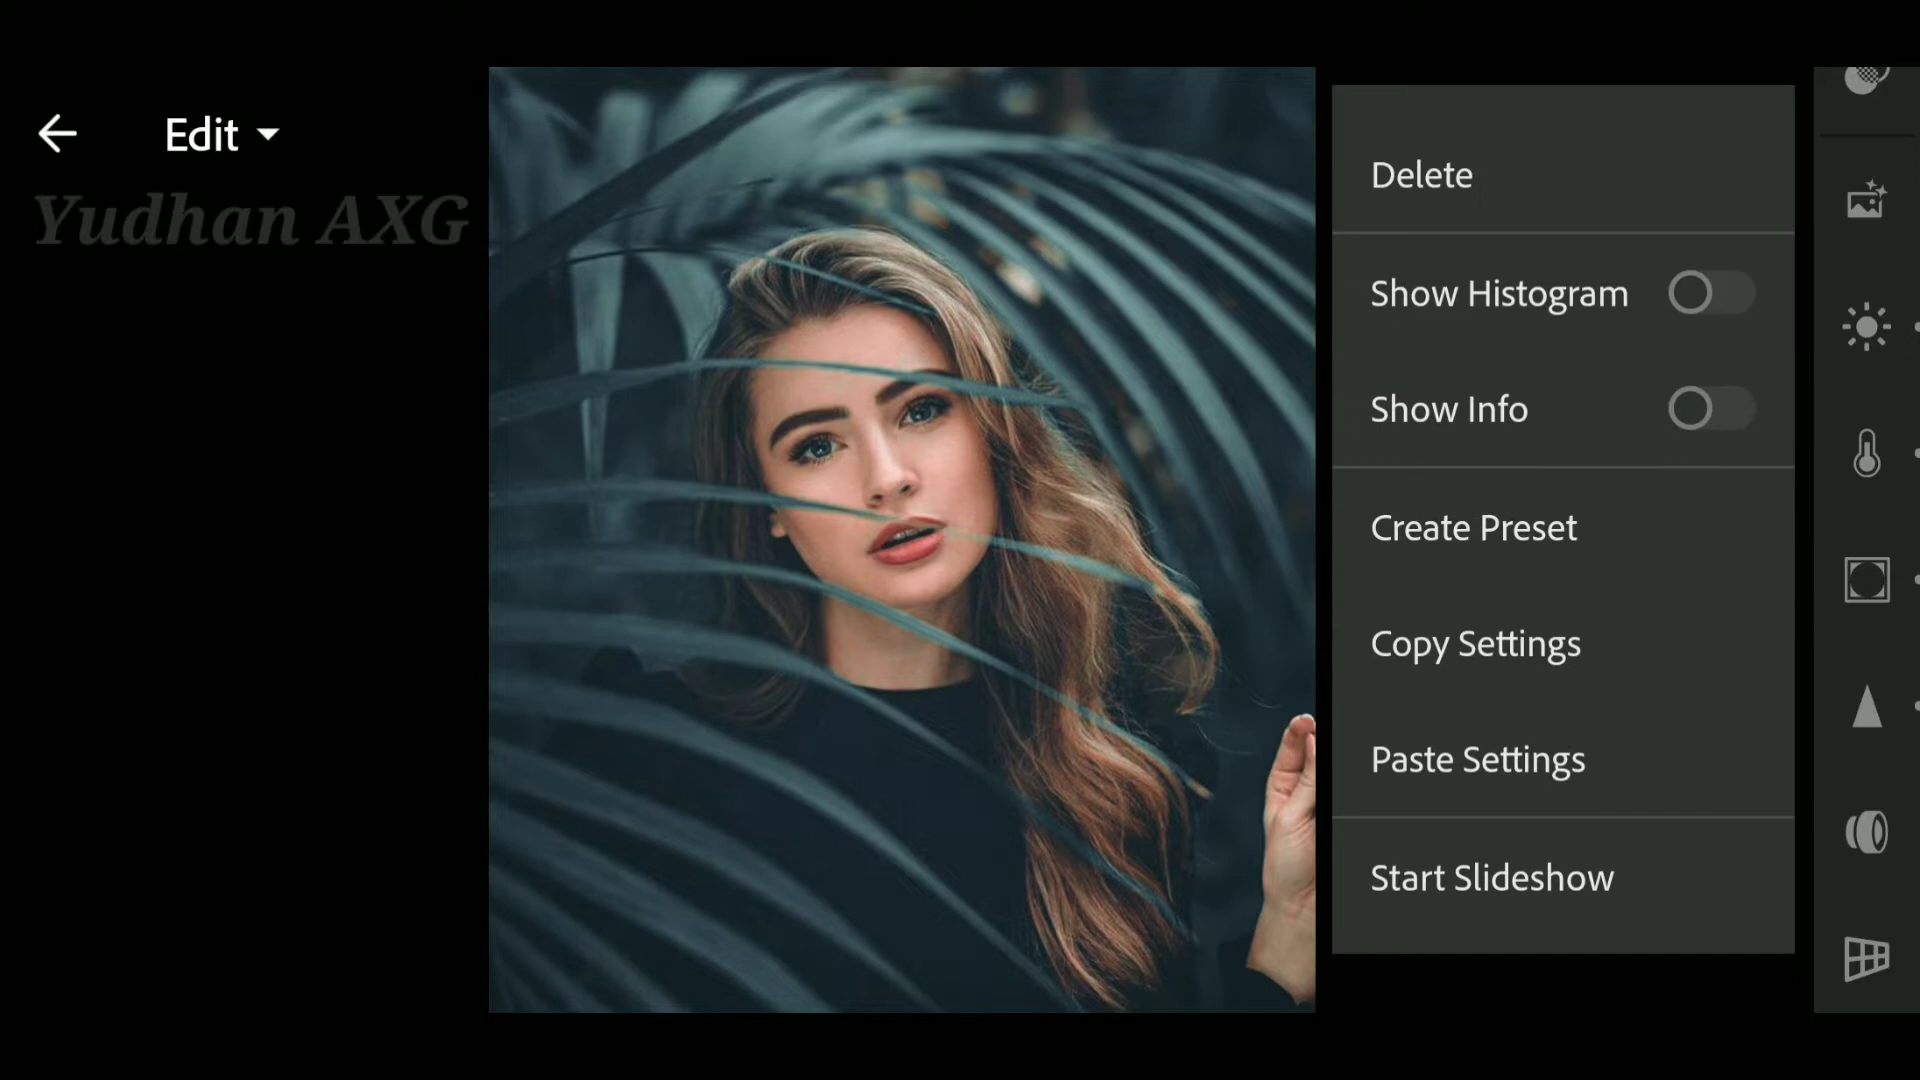 Edit
Yudhan AXG
Delete
Show Histogram
Show Info
Create Preset
Copy Settings
Paste Settings
Start Slideshow